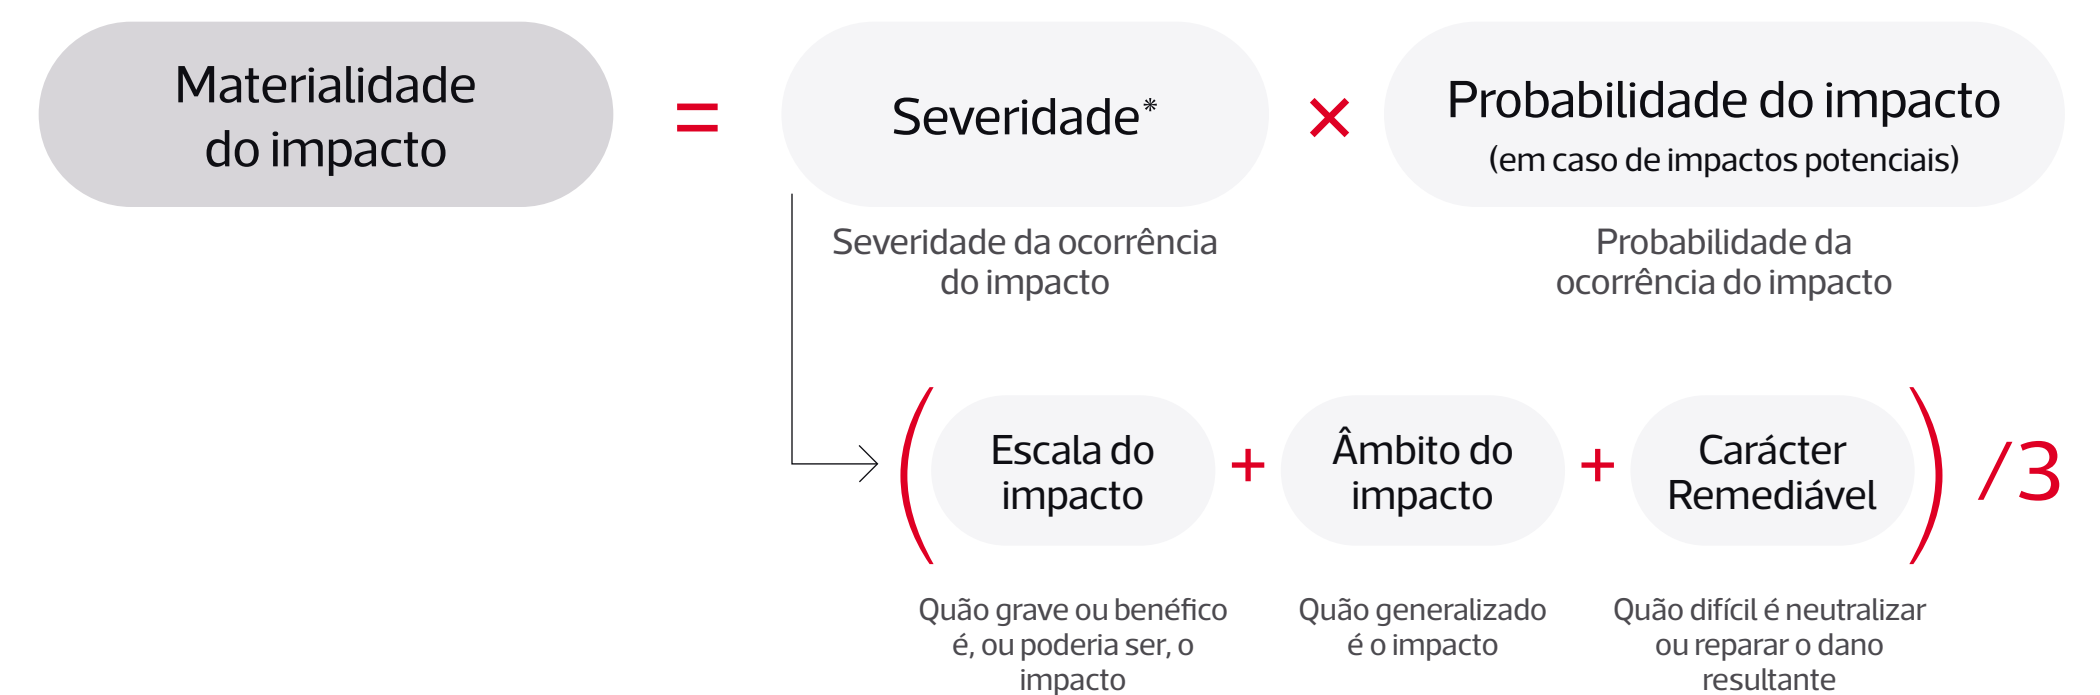 Materialidade
do impacto
=
Severidade*
×
Probabilidade do impacto
(em caso de impactos potenciais)
Severidade da ocorrência
do impacto
Probabilidade da
ocorrência do impacto
(
Escala do
impacto
+
Âmbito do
impacto
+
Carácter
Remediável
)
/3
Quão grave ou benéfico
é, ou poderia ser, o
impacto
Quão generalizado
é o impacto
Quão difícil é neutralizar
ou reparar o dano
resultante